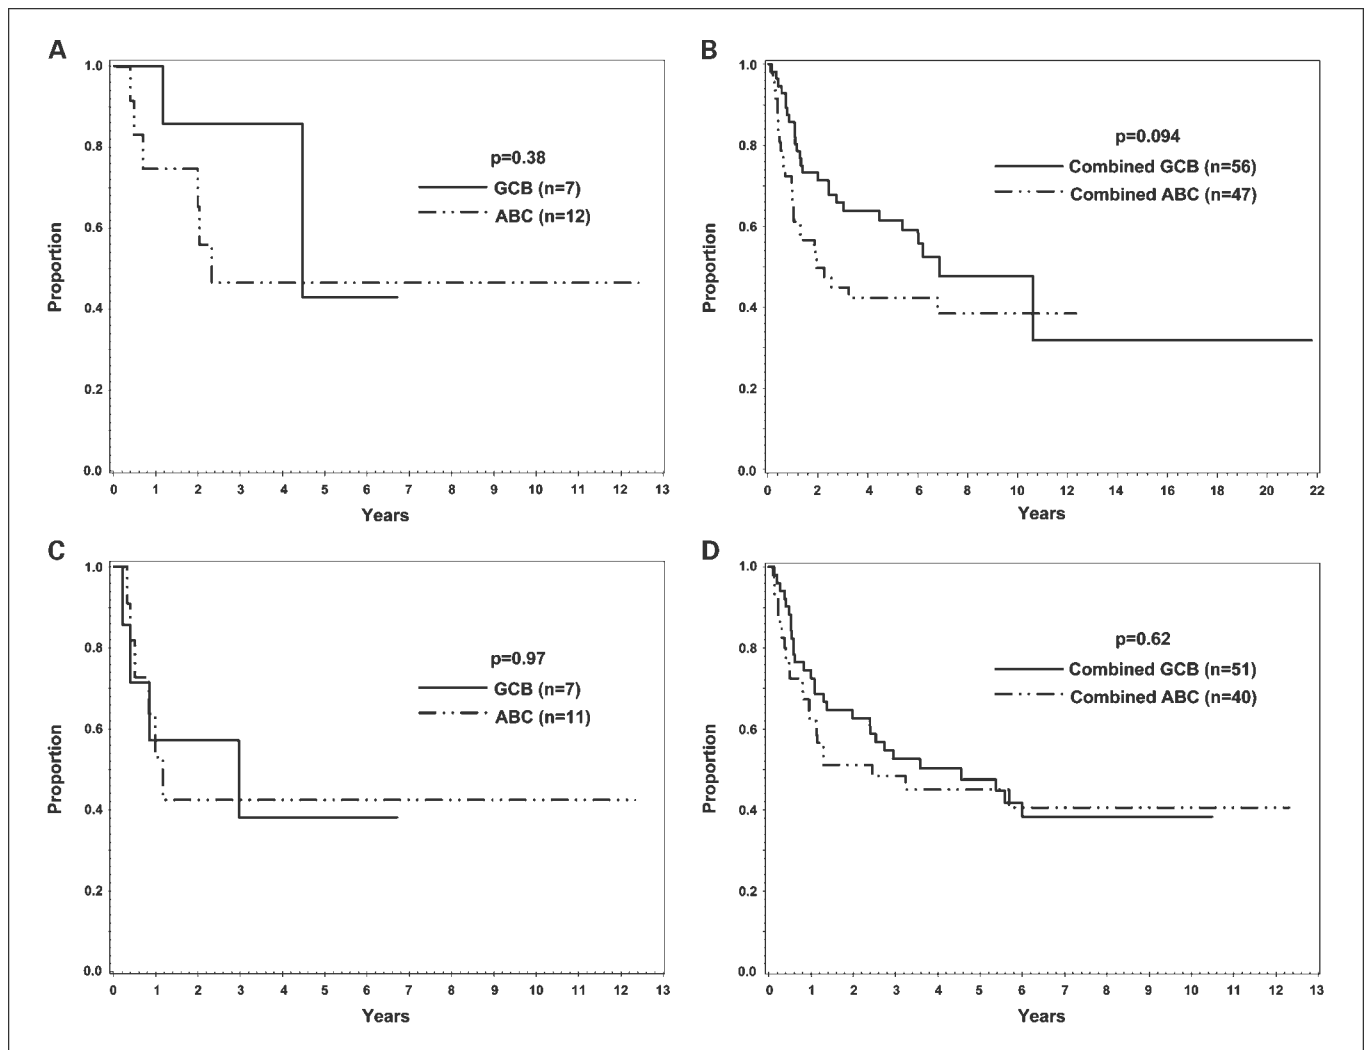 A
1.0
0.8
0.6
0.4
0.2
0.0
Proportion
p=0.38
GCB (n=7)
ABC (n=12)
0 1 2 3 4 5 6 7 8 9 10 11 12 13
Years
B
1.0
0.8
0.6
0.4
0.2
0.0
Proportion
p=0.094
Combined GCB (n=56)
Combined ABC (n=47)
0 2 4 6 8 10 12 14 16 18 20 22
Years
C
1.0
0.8
0.6
0.4
0.2
0.0
Proportion
p=0.97
GCB (n=7)
ABC (n=11)
0 1 2 3 4 5 6 7 8 9 10 11 12 13
Years
D
1.0
0.8
0.6
0.4
0.2
0.0
Proportion
p=0.62
Combined GCB (n=51)
Combined ABC (n=40)
0 1 2 3 4 5 6 7 8 9 10 11 12 13
Years